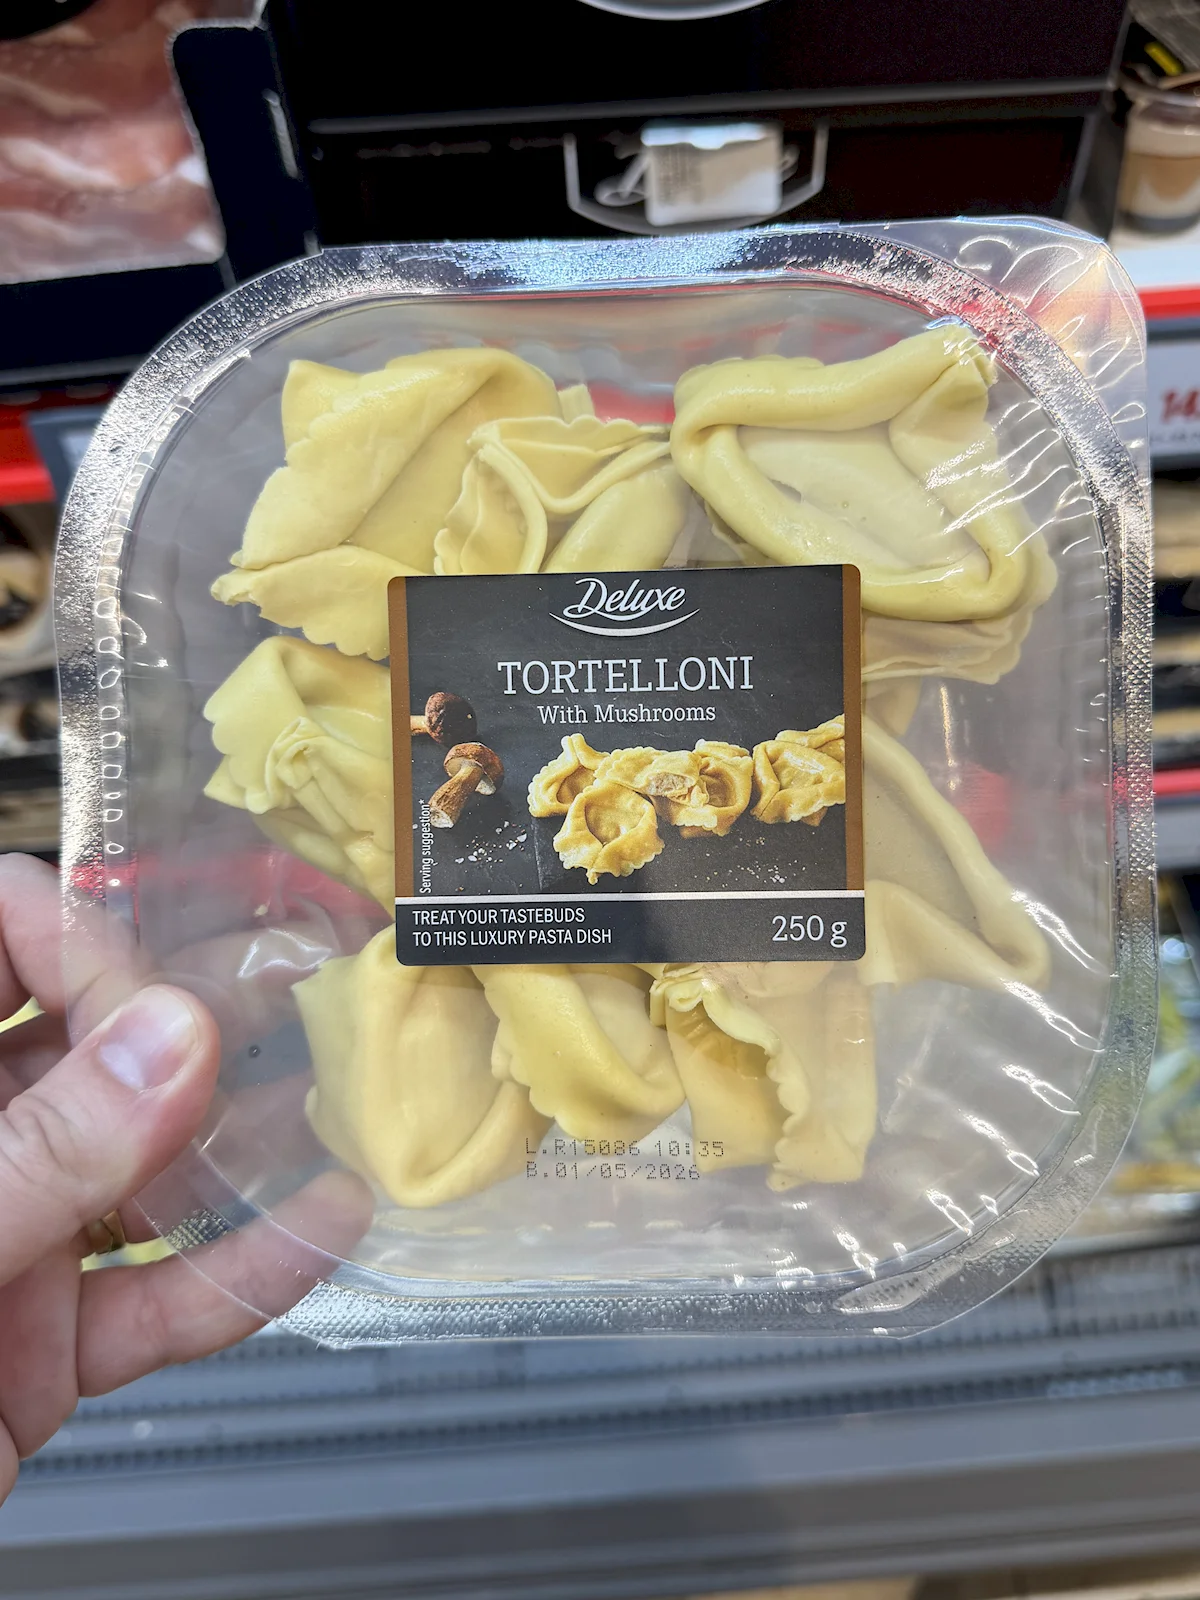 Deluxe
TORTELLONI
With Mushrooms
Serving suggestion*
TREAT YOUR TASTEBUDS
TO THIS LUXURY PASTA DISH
250 g
L.R15086 10:35
B.01/05/2026